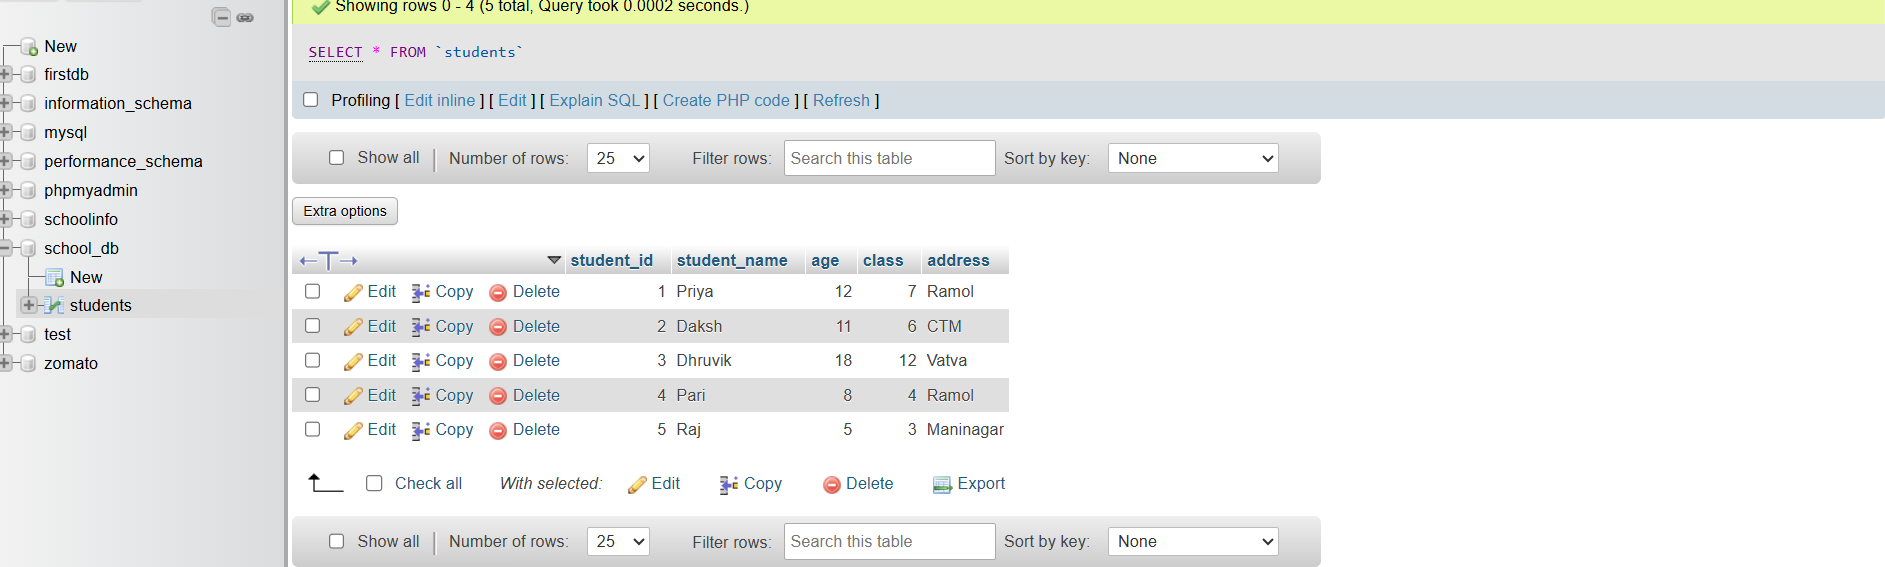 New
firstdb
information_schema
mysql
performance_schema
phpmyadmin
schoolinfo
school_db
New
students
test
zomato
Showing rows 0 - 4 (5 total, Query took 0.0002 seconds.)
SELECT * FROM `students`
Profiling [ Edit inline ] [ Edit ] [ Explain SQL ] [ Create PHP code ] [ Refresh ]
Show all | Number of rows: 25 Filter rows: Search this table Sort by key: None
Extra options
student_id student_name age class address
Edit Copy Delete 1 Priya 12 7 Ramol
Edit Copy Delete 2 Daksh 11 6 CTM
Edit Copy Delete 3 Dhruvik 18 12 Vatva
Edit Copy Delete 4 Pari 8 4 Ramol
Edit Copy Delete 5 Raj 5 3 Maninagar
Check all With selected: Edit Copy Delete Export
Show all | Number of rows: 25 Filter rows: Search this table Sort by key: None